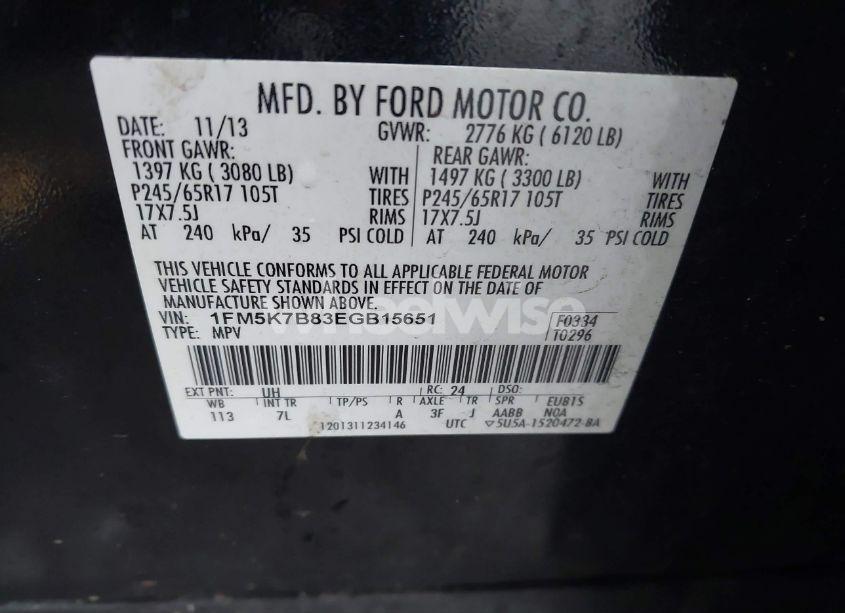 MFD. BY FORD MOTOR CO.
DATE: 11/13 GVWR: 2776 KG ( 6120 LB)
FRONT GAWR: REAR GAWR:
1397 KG ( 3080 LB) WITH 1497 KG ( 3300 LB) WITH
P245/65R17 105T TIRES P245/65R17 105T TIRES
17X7.5J RIMS 17X7.5J RIMS
AT 240 kPa/ 35 PSI COLD AT 240 kPa/ 35 PSI COLD
THIS VEHICLE CONFORMS TO ALL APPLICABLE FEDERAL MOTOR
VEHICLE SAFETY STANDARDS IN EFFECT ON THE DATE OF
MANUFACTURE SHOWN ABOVE.
VIN: 1FM5K7B83EGB15651 F0334
TYPE: MPV T0296
wheelwise
EXT PNT: UH RC: 24 DSO:
WB INT TR TP/PS R AXLE TR SPR EUB1S
113 7L A 3F J AABB N0A
1201311234146 UTC ▽5U5A-1520472-BA